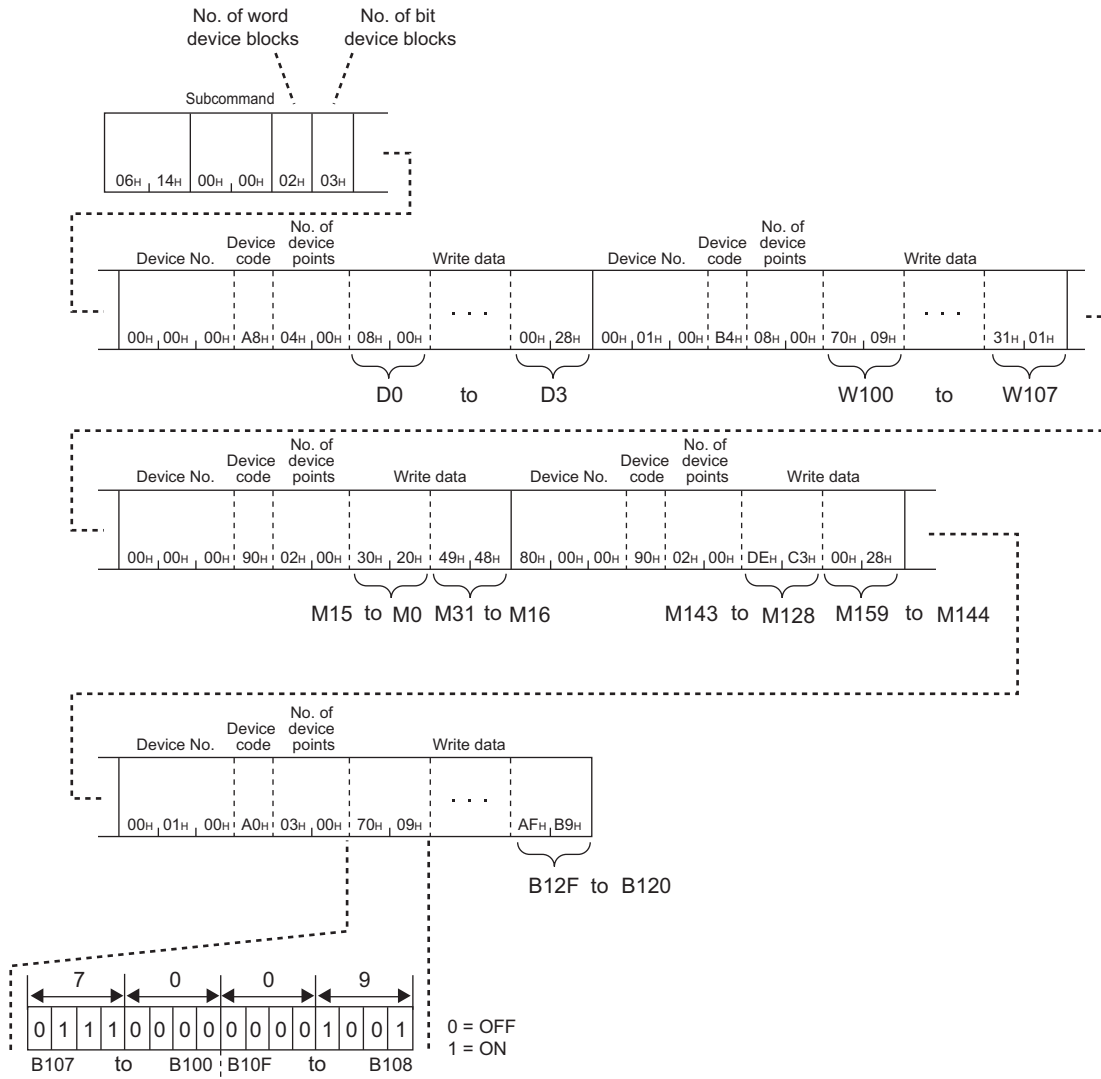 No. of word device blocks
No. of bit device blocks
Subcommand
06H 14H 00H 00H 02H 03H
Device No. Device code No. of device points Write data Device No. Device code No. of device points Write data
00H 00H 00H A8H 04H 00H 08H 00H . . . 00H 28H 00H 01H 00H B4H 08H 00H 70H 09H . . . 31H 01H
D0 to D3 W100 to W107
Device No. Device code No. of device points Write data Device No. Device code No. of device points Write data
00H 00H 00H 90H 02H 00H 30H 20H 49H 48H 80H 00H 00H 90H 02H 00H DEH C3H 00H 28H
M15 to M0 M31 to M16 M143 to M128 M159 to M144
Device No. Device code No. of device points Write data
00H 01H 00H A0H 03H 00H 70H 09H . . . AFH B9H
B12F to B120
7 0 0 9
0 1 1 1 0 0 0 0 0 0 0 0 1 0 0 1
0 = OFF
1 = ON
B107 to B100 B10F to B108